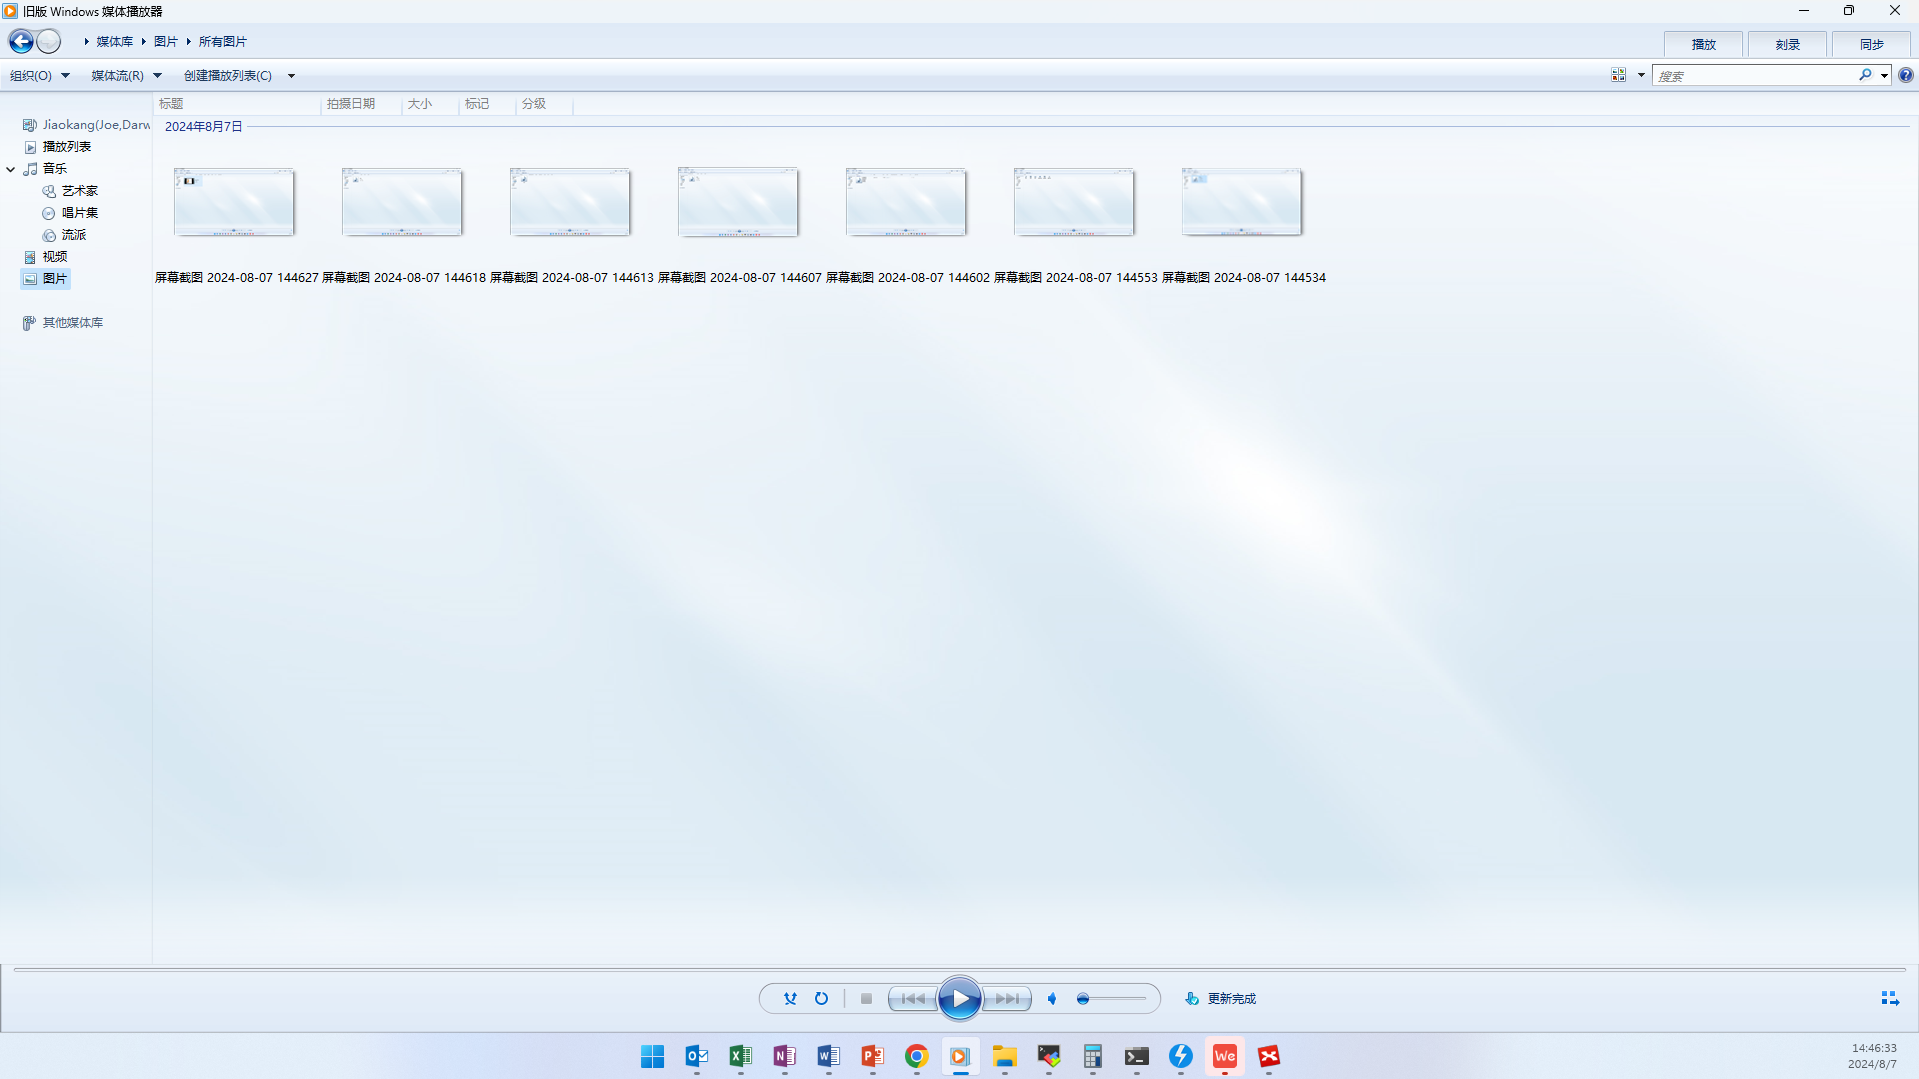 旧版 Windows 媒体播放器
媒体库 图片 所有图片
播放 刻录 同步
组织(O) 媒体流(R) 创建播放列表(C) 搜索
标题 拍摄日期 大小 标记 分级
Jiaokang(Joe,Darw
2024年8月7日
播放列表
音乐
艺术家
唱片集
流派
视频
图片
屏幕截图 2024-08-07 144627 屏幕截图 2024-08-07 144618 屏幕截图 2024-08-07 144613 屏幕截图 2024-08-07 144607 屏幕截图 2024-08-07 144602 屏幕截图 2024-08-07 144553 屏幕截图 2024-08-07 144534
其他媒体库
更新完成
We
14:46:33
2024/8/7